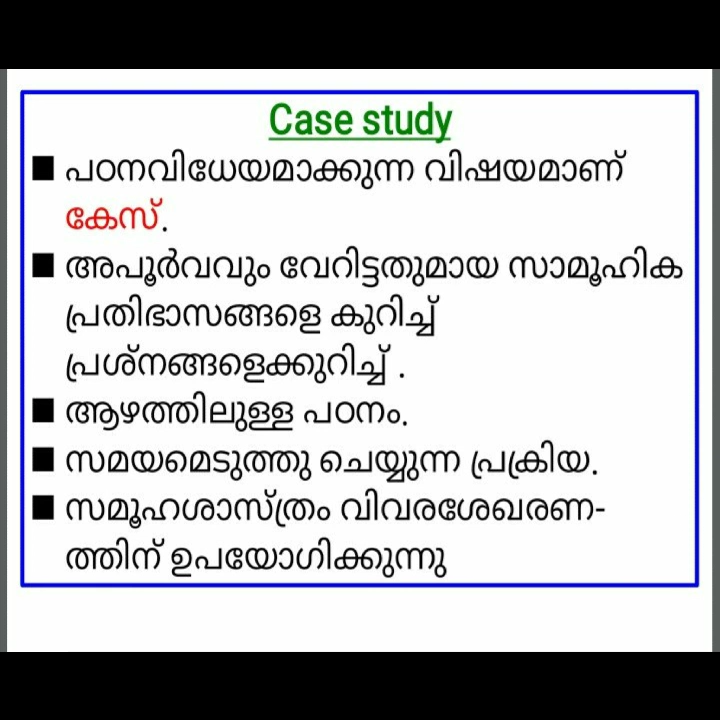 Case study
■ പഠനവിധേയമാക്കുന്ന വിഷയമാണ്
കേസ്.
■ അപൂർവവും വേറിട്ടതുമായ സാമൂഹിക
പ്രതിഭാസങ്ങളെ കുറിച്ച്
പ്രശ്നങ്ങളെക്കുറിച്ച് .
■ ആഴത്തിലുള്ള പഠനം.
■ സമയമെടുത്തു ചെയ്യുന്ന പ്രക്രിയ.
■ സമൂഹശാസ്ത്രം വിവരശേഖരണ-
ത്തിന് ഉപയോഗിക്കുന്നു